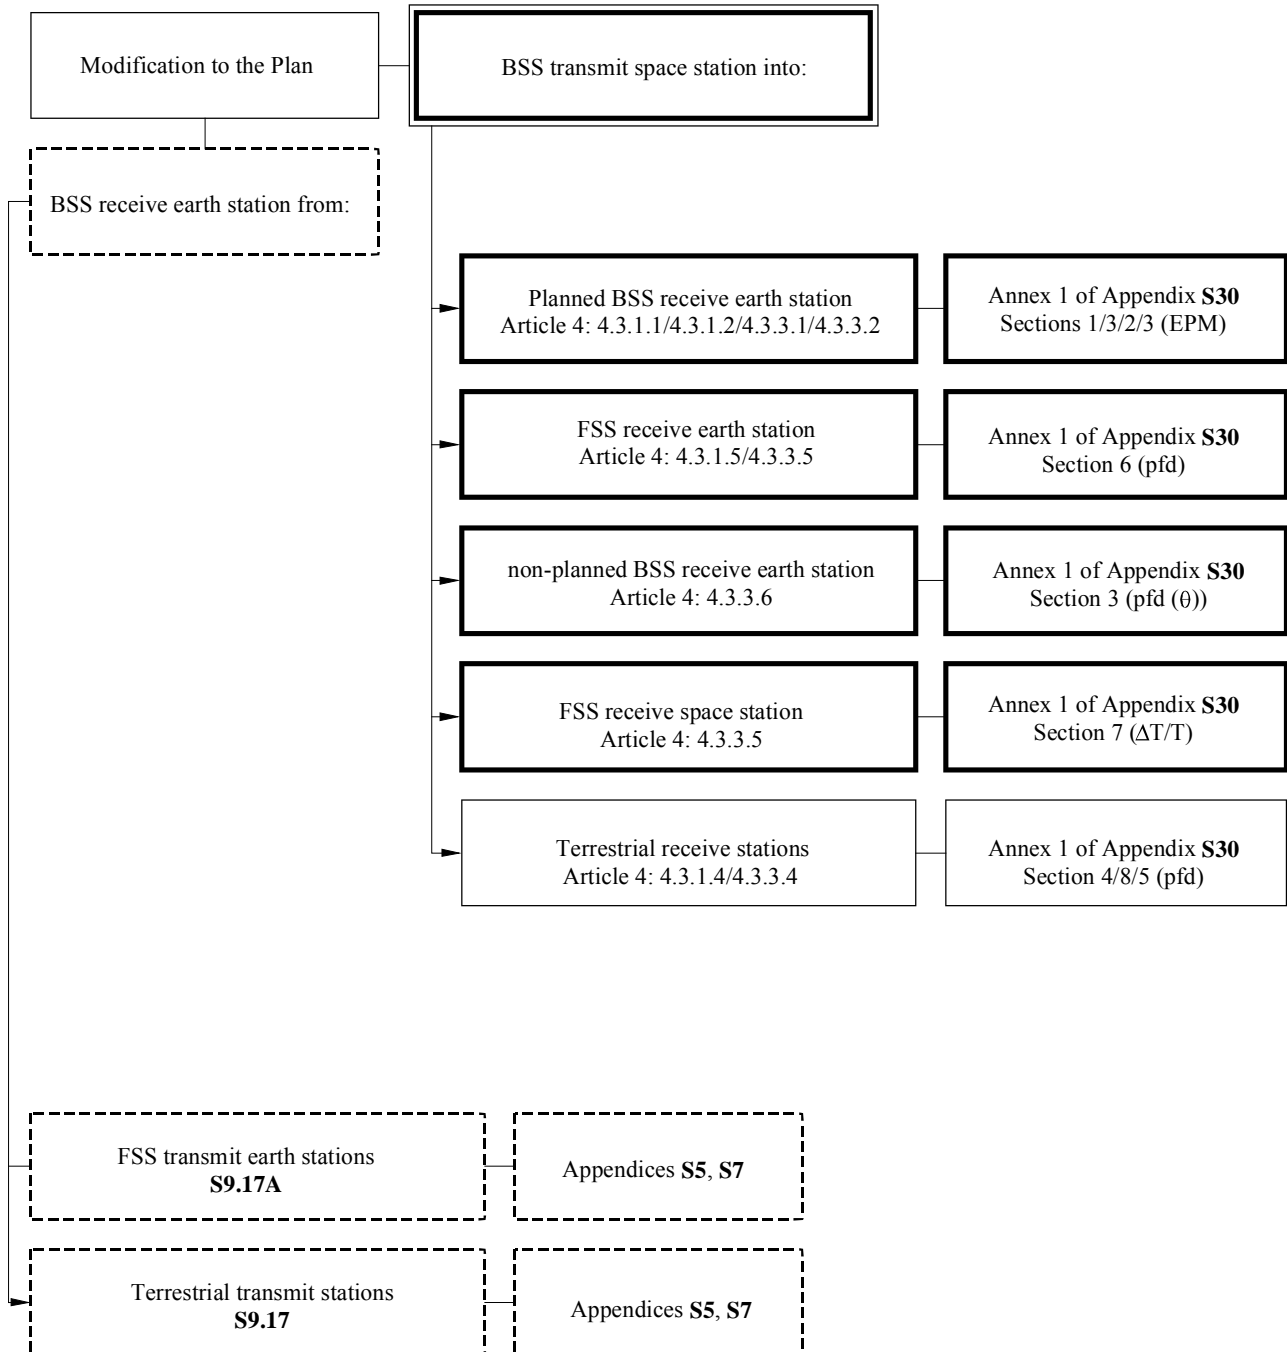 Modification to the Plan
BSS transmit space station into:
BSS receive earth station from:
Planned BSS receive earth station
Article 4: 4.3.1.1/4.3.1.2/4.3.3.1/4.3.3.2
Annex 1 of Appendix S30
Sections 1/3/2/3 (EPM)
FSS receive earth station
Article 4: 4.3.1.5/4.3.3.5
Annex 1 of Appendix S30
Section 6 (pfd)
non-planned BSS receive earth station
Article 4: 4.3.3.6
Annex 1 of Appendix S30
Section 3 (pfd (θ))
FSS receive space station
Article 4: 4.3.3.5
Annex 1 of Appendix S30
Section 7 (ΔT/T)
Terrestrial receive stations
Article 4: 4.3.1.4/4.3.3.4
Annex 1 of Appendix S30
Section 4/8/5 (pfd)
FSS transmit earth stations
S9.17A
Appendices S5, S7
Terrestrial transmit stations
S9.17
Appendices S5, S7